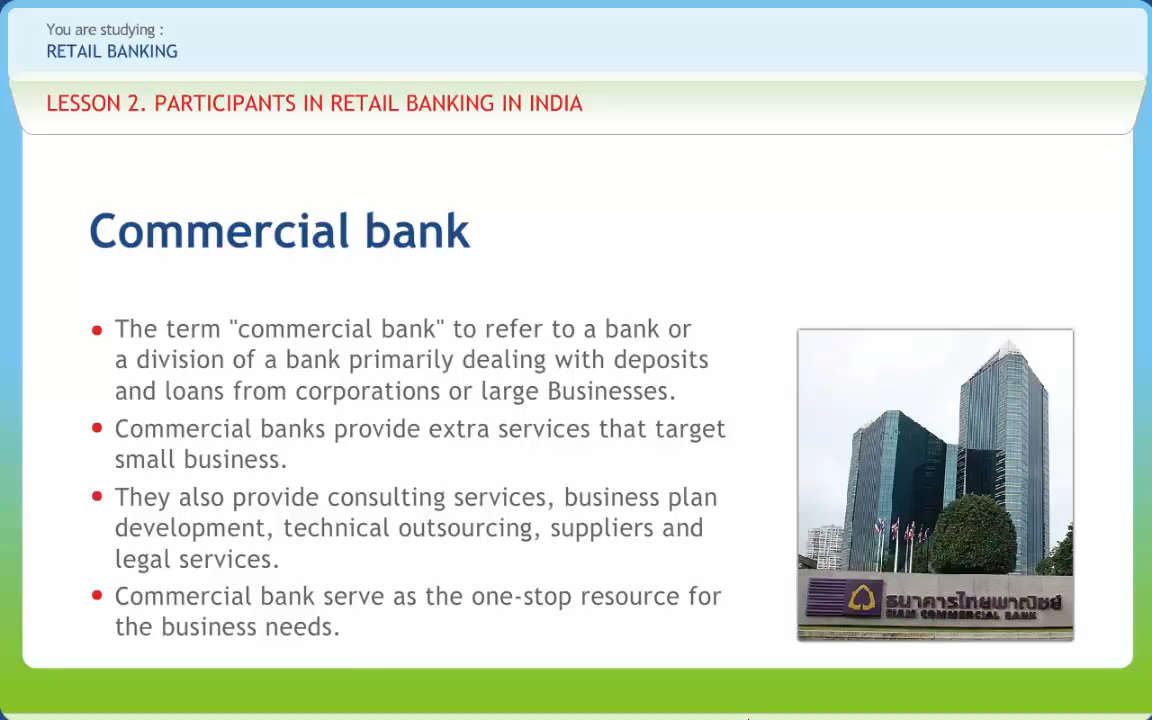 You are studying :
RETAIL BANKING
LESSON 2. PARTICIPANTS IN RETAIL BANKING IN INDIA
Commercial bank
The term "commercial bank" to refer to a bank or
a division of a bank primarily dealing with deposits
and loans from corporations or large Businesses.
Commercial banks provide extra services that target
small business.
They also provide consulting services, business plan
development, technical outsourcing, suppliers and
legal services.
Commercial bank serve as the one-stop resource for
the business needs.
ธนาคารไทยพาณิชย์
SIAM COMMERCIAL BANK